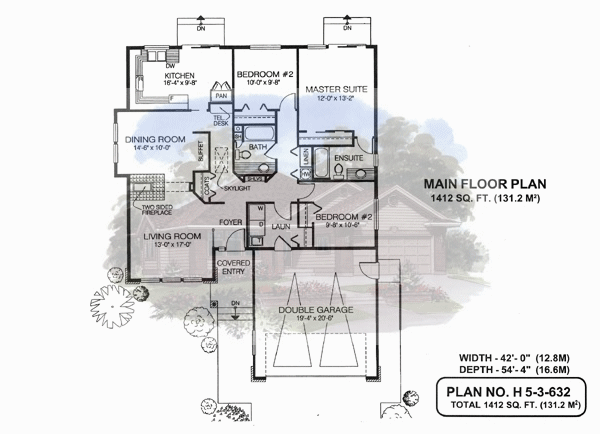 DN
DN
DW
KITCHEN
16'-4" x 9'-8"
PAN
BEDROOM #2
10'-0" x 9'-8"
MASTER SUITE
12'-0" x 13'-2"
TEL
DESK
DINING ROOM
14'-6" x 10'-0"
BUFFET
BATH
LINEN
ENSUITE
SHLVS
COATS
SKYLIGHT
TWO SIDED
FIREPLACE
FOYER
W
D
LAUN
BEDROOM #2
9'-8" x 10'-6"
LIVING ROOM
13'-0" x 17'-0"
COVERED
ENTRY
DN
DOUBLE GARAGE
19'-4" x 20'-6"
MAIN FLOOR PLAN
1412 SQ. FT. (131.2 M²)
WIDTH - 42'- 0" (12.8M)
DEPTH - 54'- 4" (16.6M)
PLAN NO. H 5-3-632
TOTAL 1412 SQ. FT. (131.2 M²)